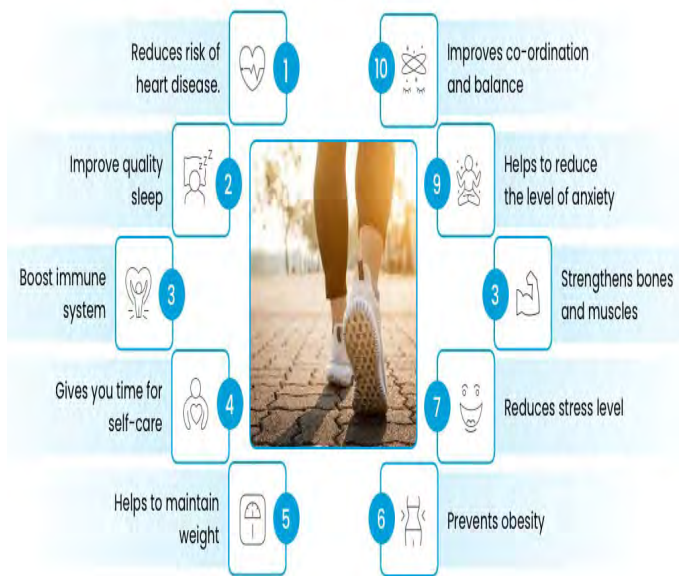 Reduces risk of
heart disease.
1
Improve quality
sleep
2
zzz
Boost immune
system
3
Gives you time for
self-care
4
Helps to maintain
weight
5
6
Prevents obesity
7
Reduces stress level
3
Strengthens bones
and muscles
9
Helps to reduce
the level of anxiety
10
Improves co-ordination
and balance